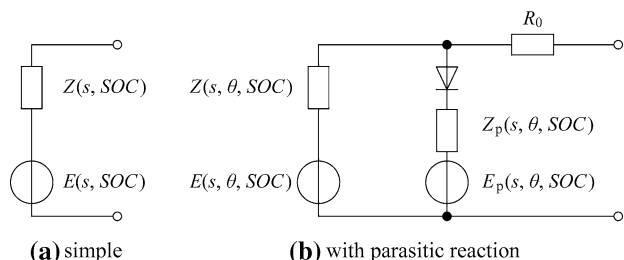 R0
Z(s, SOC)
Z(s, θ, SOC)
Zp(s, θ, SOC)
E(s, SOC)
E(s, θ, SOC)
Ep(s, θ, SOC)
(a) simple
(b) with parasitic reaction